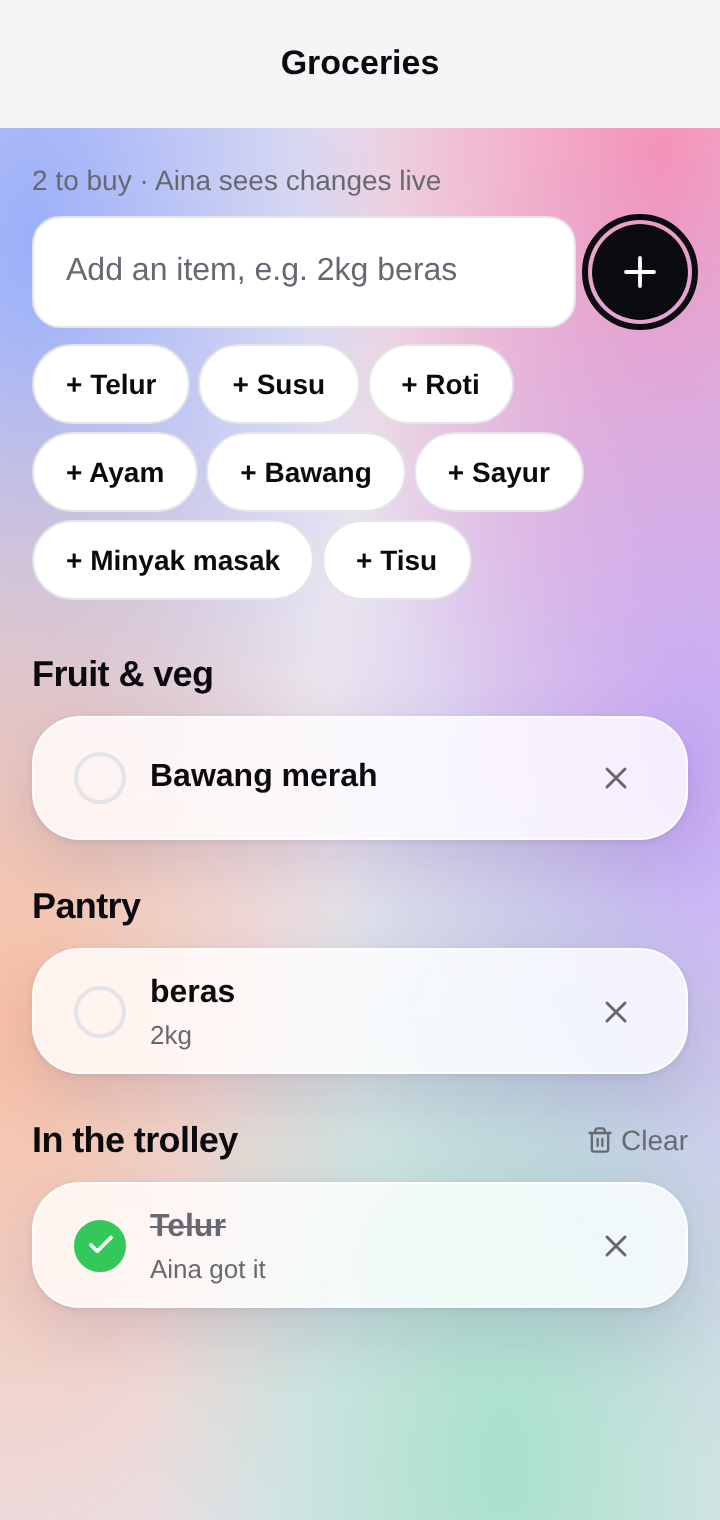 Groceries
2 to buy · Aina sees changes live
Add an item, e.g. 2kg beras
+ Telur
+ Susu
+ Roti
+ Ayam
+ Bawang
+ Sayur
+ Minyak masak
+ Tisu
Fruit & veg
Bawang merah
Pantry
beras
2kg
In the trolley
Clear
Telur
Aina got it